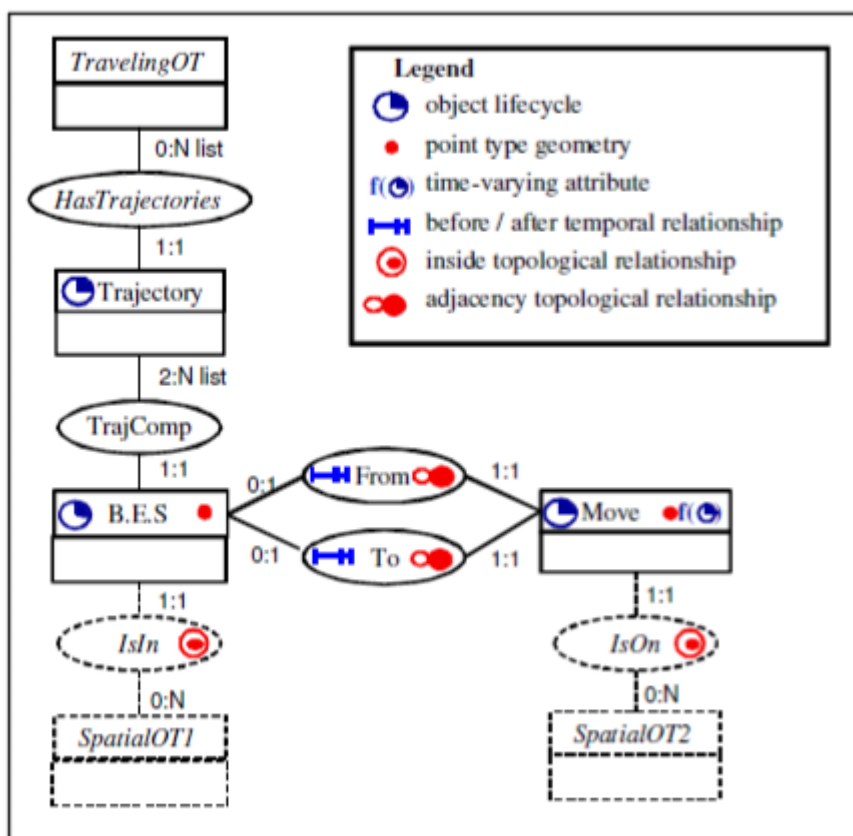 TravelingOT
0:N list
HasTrajectories
1:1
Trajectory
2:N list
TrajComp
1:1
B.E.S
0:1
From
1:1
0:1
To
1:1
Move
f( )
1:1
IsIn
0:N
SpatialOT1
1:1
IsOn
0:N
SpatialOT2
Legend
object lifecycle
point type geometry
f( ) time-varying attribute
before / after temporal relationship
inside topological relationship
adjacency topological relationship